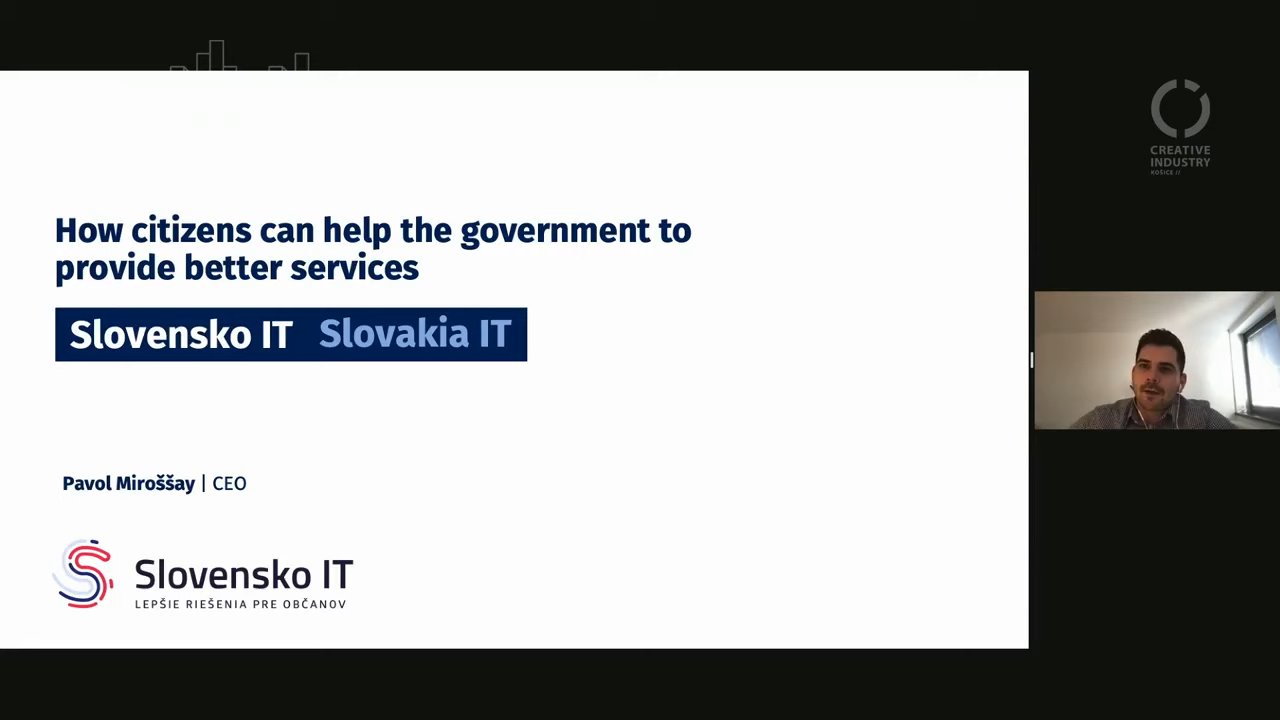 How citizens can help the government to
provide better services
Slovensko IT Slovakia IT
Pavol Miroššay | CEO
Slovensko IT
LEPŠIE RIEŠENIA PRE OBČANOV
CREATIVE
INDUSTRY
KOŠICE //